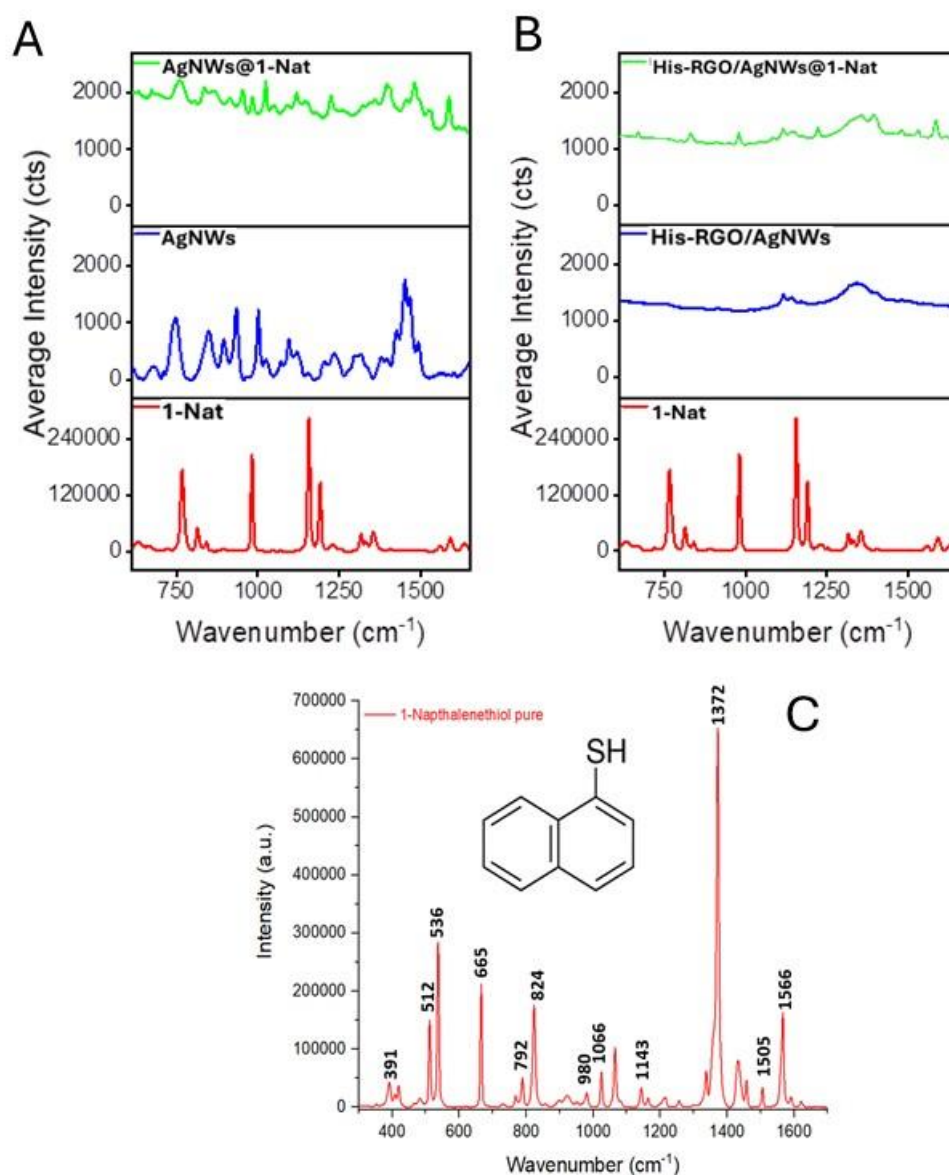 A
B
AgNWs@1-Nat
2000
1000
0
AgNWs
2000
1000
0
1-Nat
240000
120000
0
Average Intensity (cts)
750 1000 1250 1500
Wavenumber (cm⁻¹)
His-RGO/AgNWs@1-Nat
2000
1000
0
His-RGO/AgNWs
2000
1000
0
1-Nat
240000
120000
0
Average Intensity (cts)
750 1000 1250 1500
Wavenumber (cm⁻¹)
C
1-Napthalenethiol pure
SH
700000
600000
500000
400000
300000
200000
100000
0
Intensity (a.u.)
391
512
536
665
792
824
980
1066
1143
1372
1505
1566
400 600 800 1000 1200 1400 1600
Wavenumber (cm⁻¹)